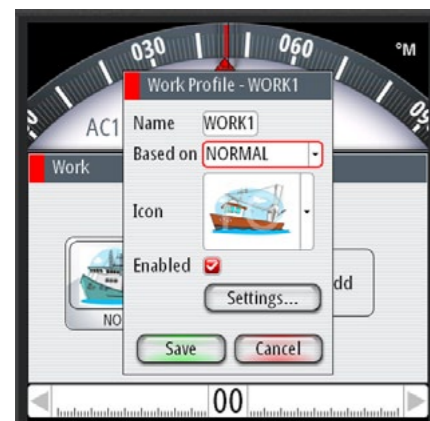 030 060 °M
Work Profile - WORK1
AC1
Name WORK1
Based on NORMAL
Work
Icon
Enabled
Settings...
dd
NO
Save Cancel
00